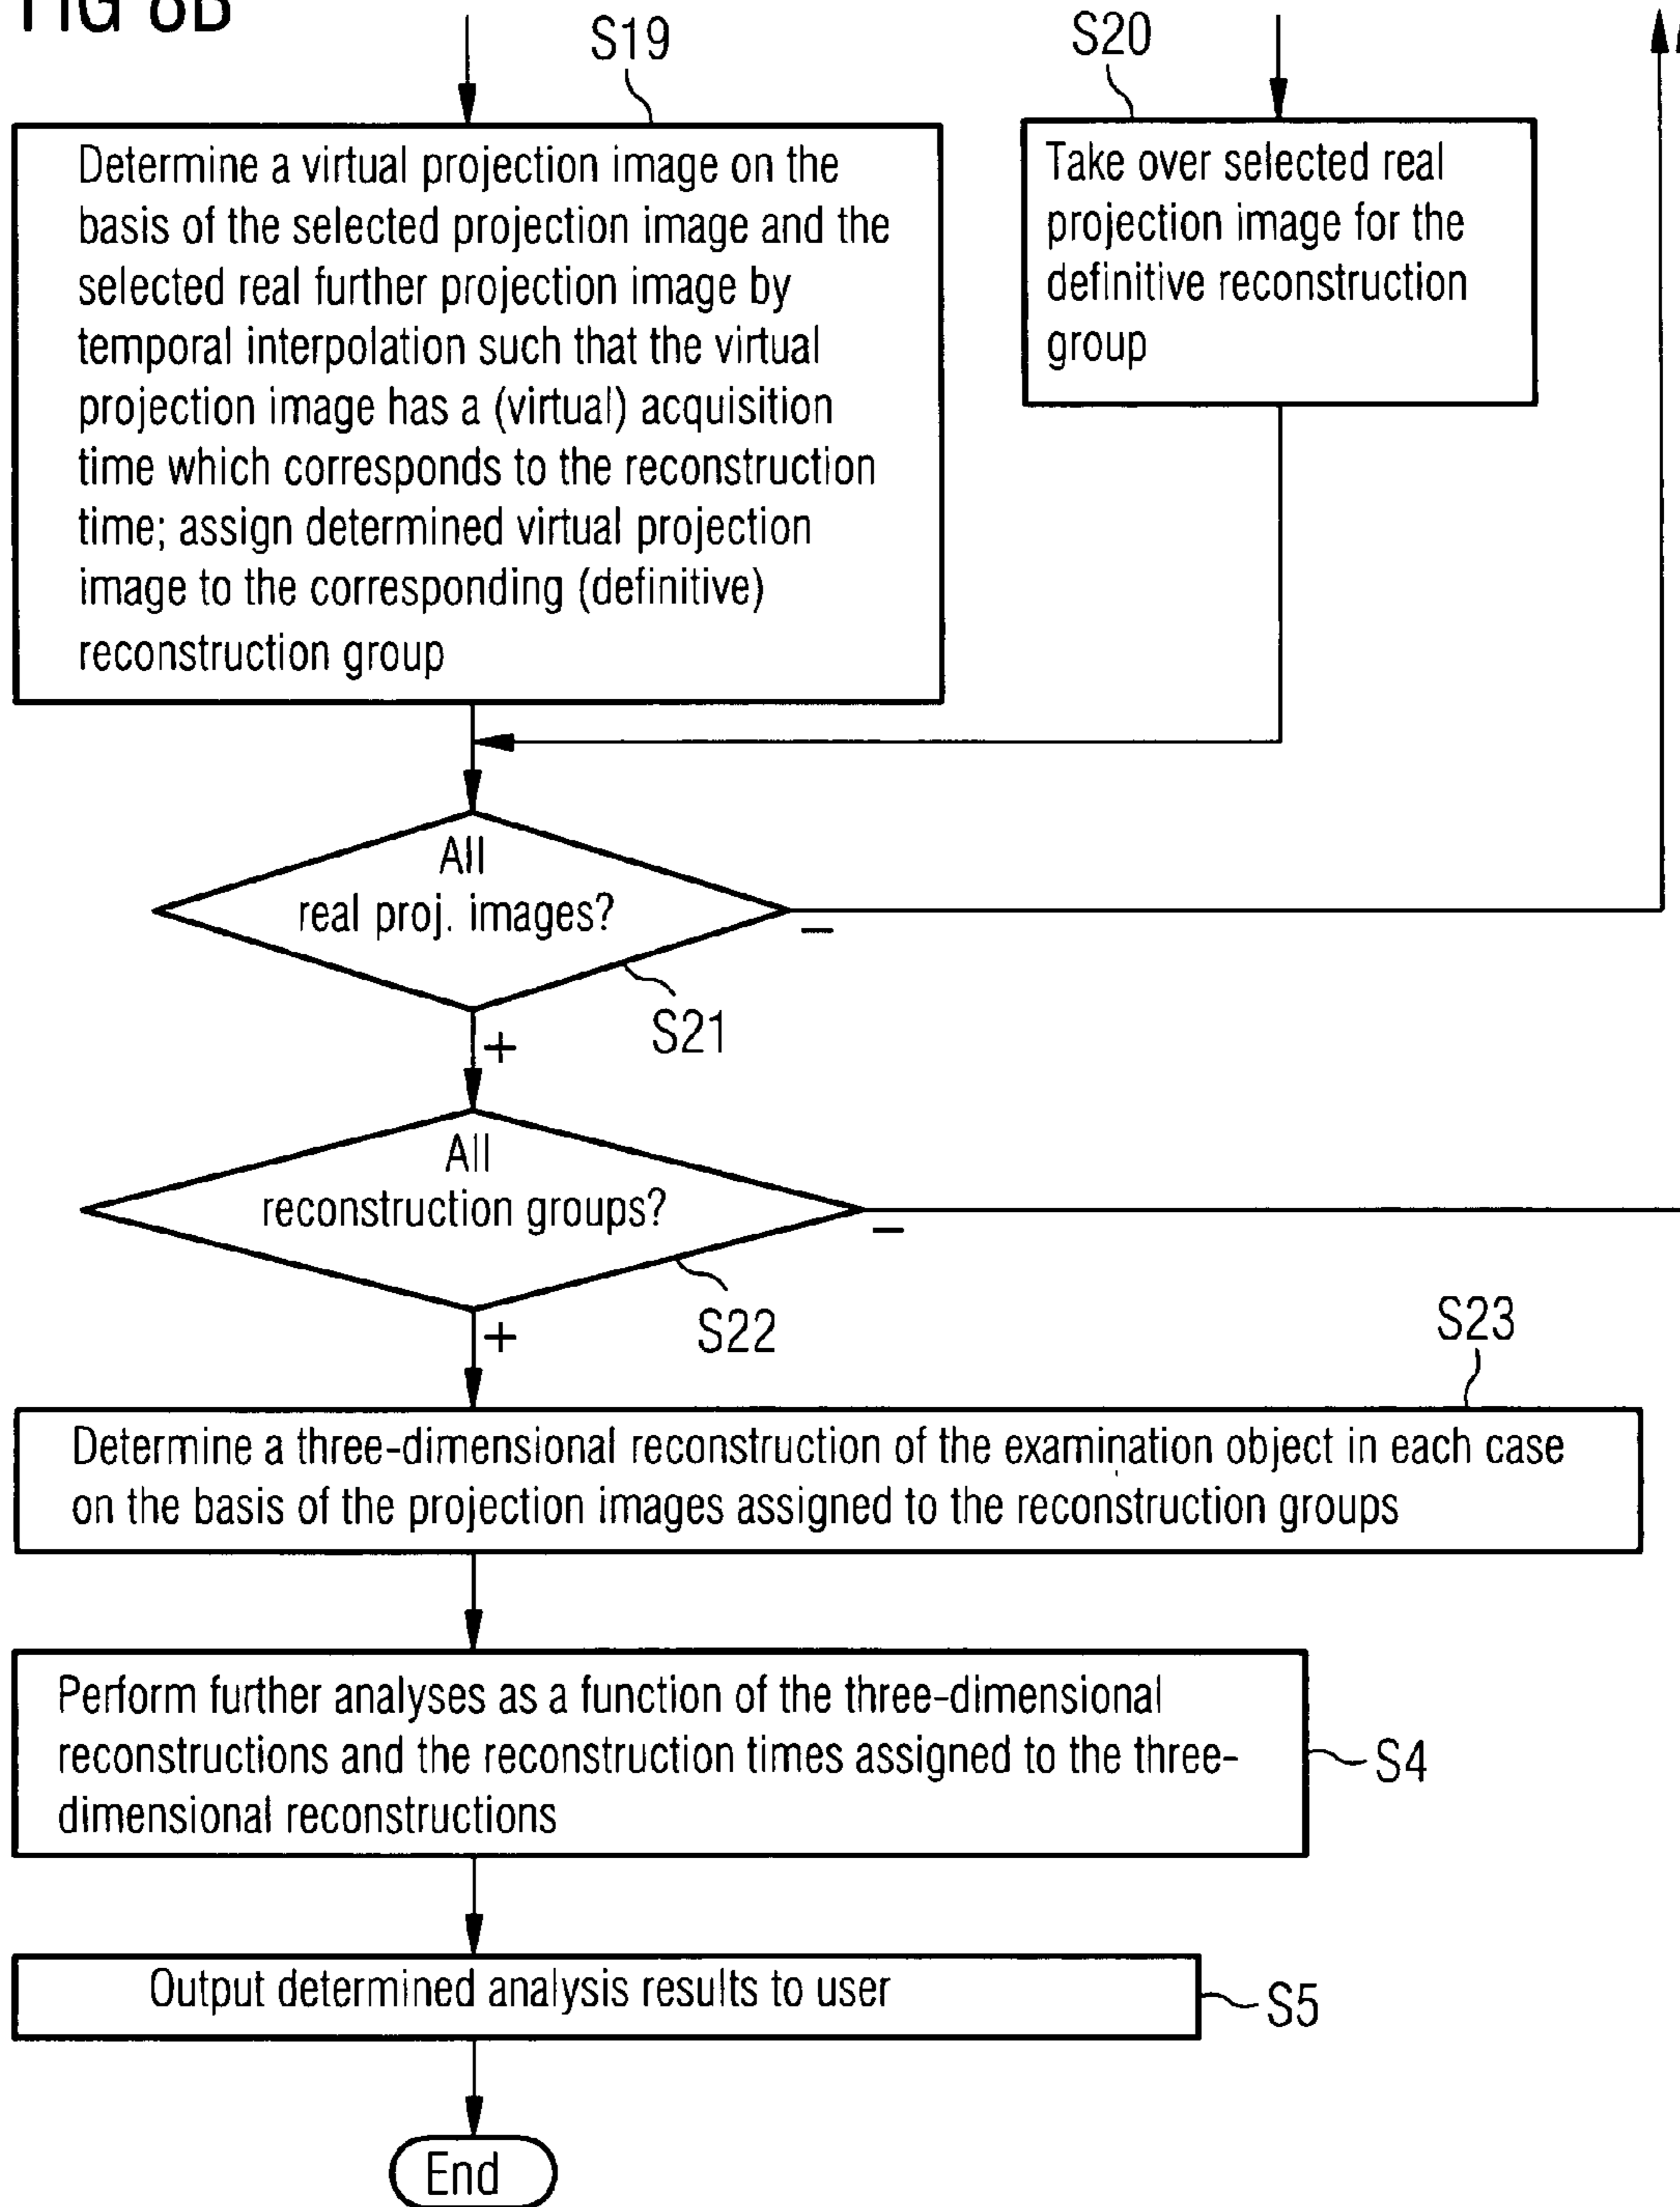 FIG 8B
S19
S20
Determine a virtual projection image on the
basis of the selected projection image and the
selected real further projection image by
temporal interpolation such that the virtual
projection image has a (virtual) acquisition
time which corresponds to the reconstruction
time; assign determined virtual projection
image to the corresponding (definitive)
reconstruction group
Take over selected real
projection image for the
definitive reconstruction
group
All
real proj. images?
–
S21
+
All
reconstruction groups?
–
S22
+
S23
Determine a three-dimensional reconstruction of the examination object in each case
on the basis of the projection images assigned to the reconstruction groups
Perform further analyses as a function of the three-dimensional
reconstructions and the reconstruction times assigned to the three-
dimensional reconstructions
S4
Output determined analysis results to user
S5
End